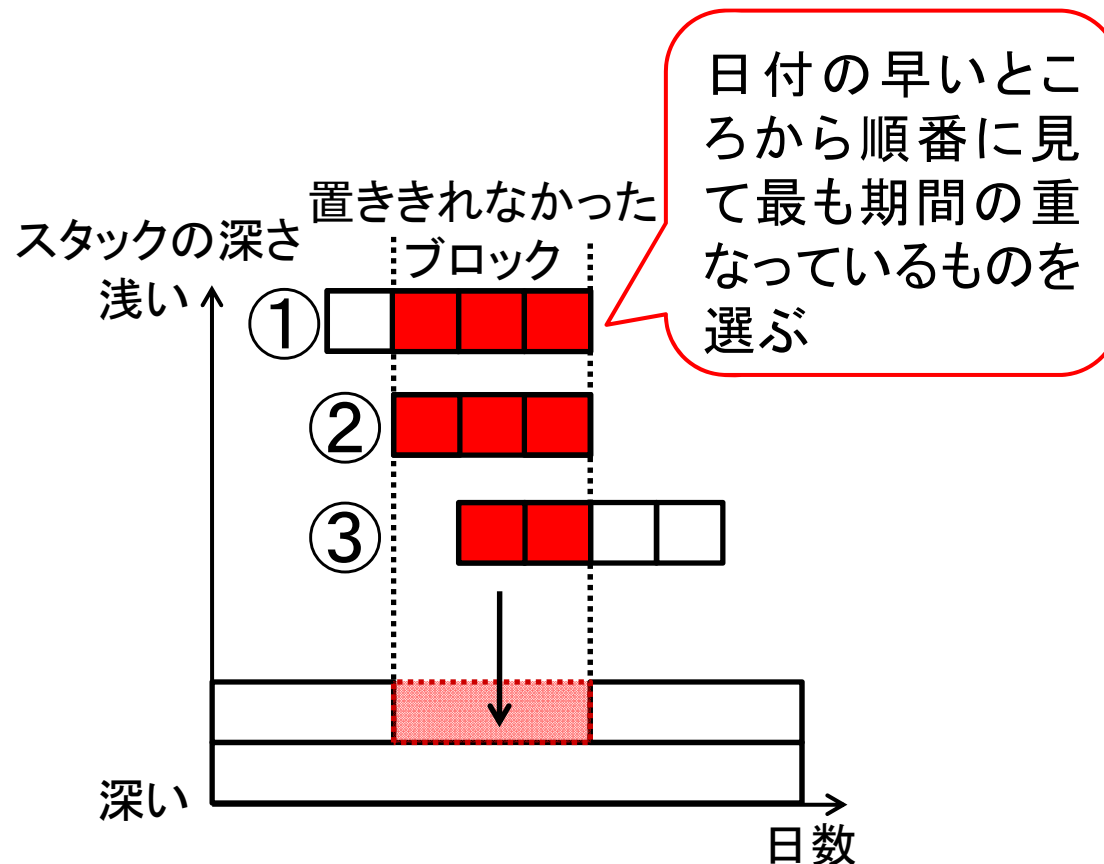 日付の早いとこ
ろから順番に見
て最も期間の重
なっているものを
選ぶ
置ききれなかった
ブロック
スタックの深さ
浅い
①
②
③
深い
日数